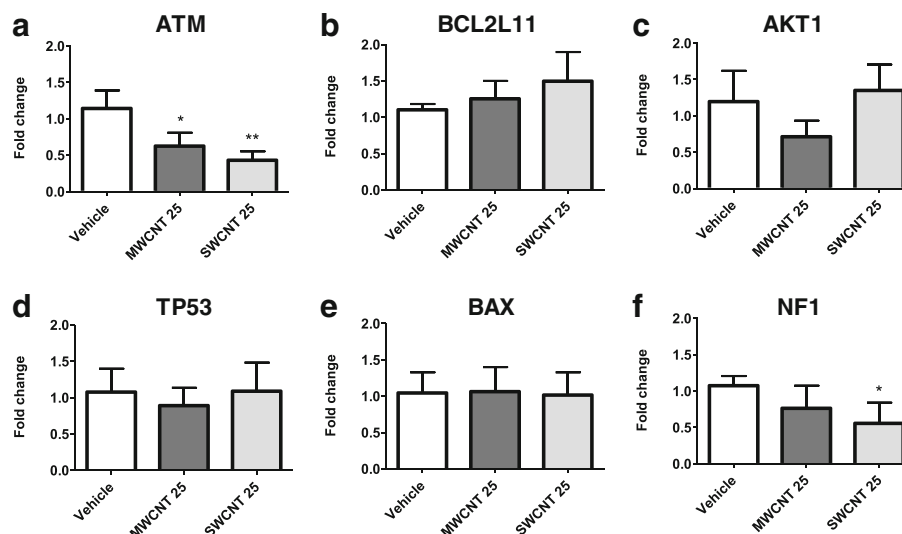 a ATM
Fold change
2.0
1.5
1.0
0.5
0.0
*
**
Vehicle
MWCNT 25
SWCNT 25
b BCL2L11
Fold change
2.0
1.5
1.0
0.5
0.0
Vehicle
MWCNT 25
SWCNT 25
c AKT1
Fold change
2.0
1.5
1.0
0.5
0.0
Vehicle
MWCNT 25
SWCNT 25
d TP53
Fold change
2.0
1.5
1.0
0.5
0.0
Vehicle
MWCNT 25
SWCNT 25
e BAX
Fold change
2.0
1.5
1.0
0.5
0.0
Vehicle
MWCNT 25
SWCNT 25
f NF1
Fold change
2.0
1.5
1.0
0.5
0.0
*
Vehicle
MWCNT 25
SWCNT 25